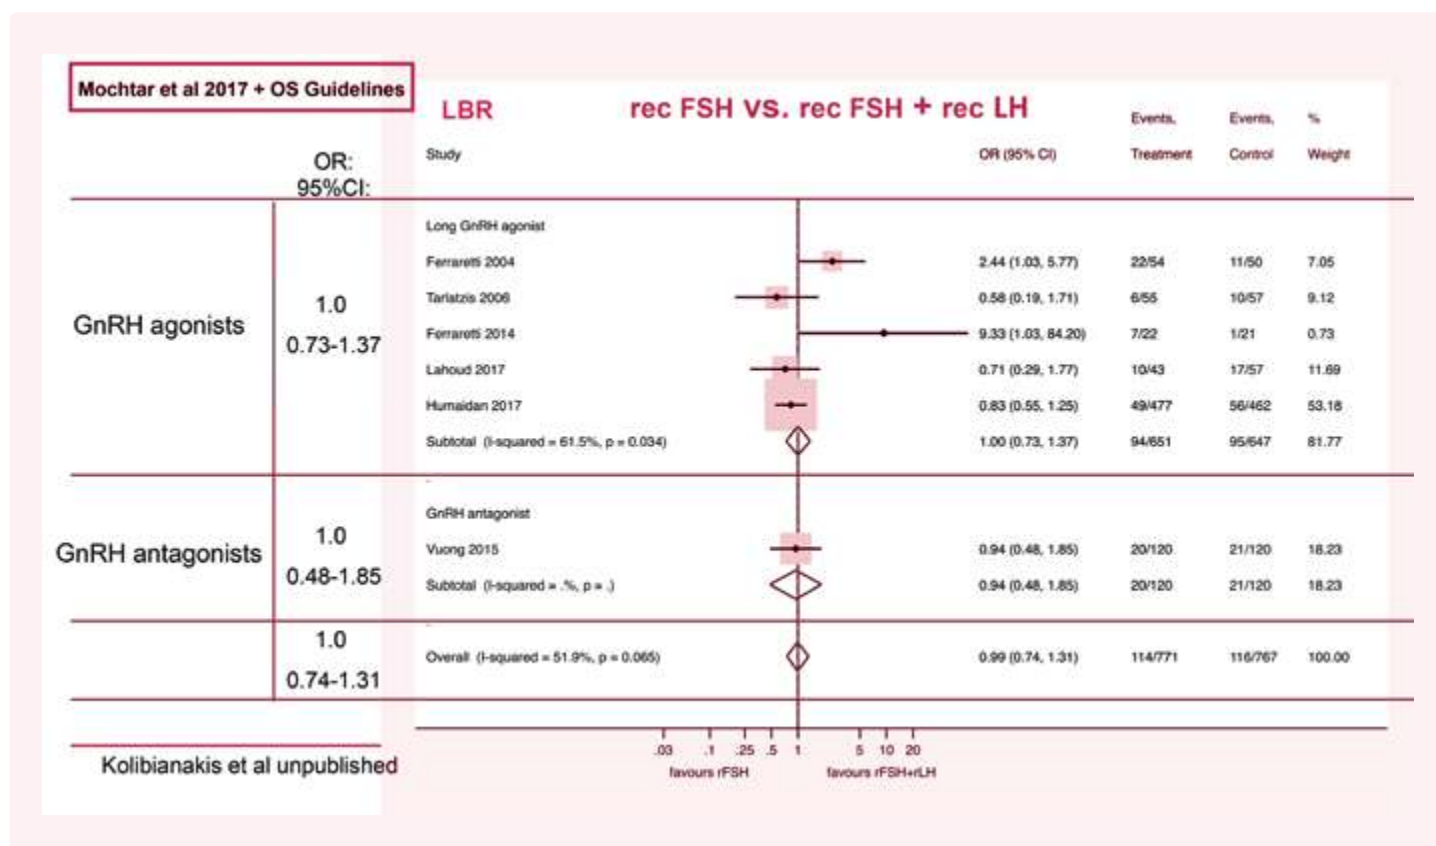 Mochtar et al 2017 + OS Guidelines
LBR rec FSH vs. rec FSH + rec LH
Events, Events, %
OR: Study OR (95% CI) Treatment Control Weight
95%CI:
Long GnRH agonist
Ferraretti 2004 2.44 (1.03, 5.77) 22/54 11/50 7.05
1.0 Tarlatzis 2006 0.58 (0.19, 1.71) 6/55 10/57 9.12
GnRH agonists Ferraretti 2014 9.33 (1.03, 84.20) 7/22 1/21 0.73
0.73-1.37
Lahoud 2017 0.71 (0.29, 1.77) 10/43 17/57 11.69
Humaidan 2017 0.83 (0.55, 1.25) 49/477 56/462 53.18
Subtotal (I-squared = 61.5%, p = 0.034) 1.00 (0.73, 1.37) 94/651 95/647 81.77
GnRH antagonist
1.0
GnRH antagonists Vuong 2015 0.94 (0.48, 1.85) 20/120 21/120 18.23
0.48-1.85 Subtotal (I-squared = .%, p = .) 0.94 (0.48, 1.85) 20/120 21/120 18.23
1.0
Overall (I-squared = 51.9%, p = 0.065) 0.99 (0.74, 1.31) 114/771 116/767 100.00
0.74-1.31
.03 .1 .25 .5 1 5 10 20
favours rFSH favours rFSH+rLH
Kolibianakis et al unpublished